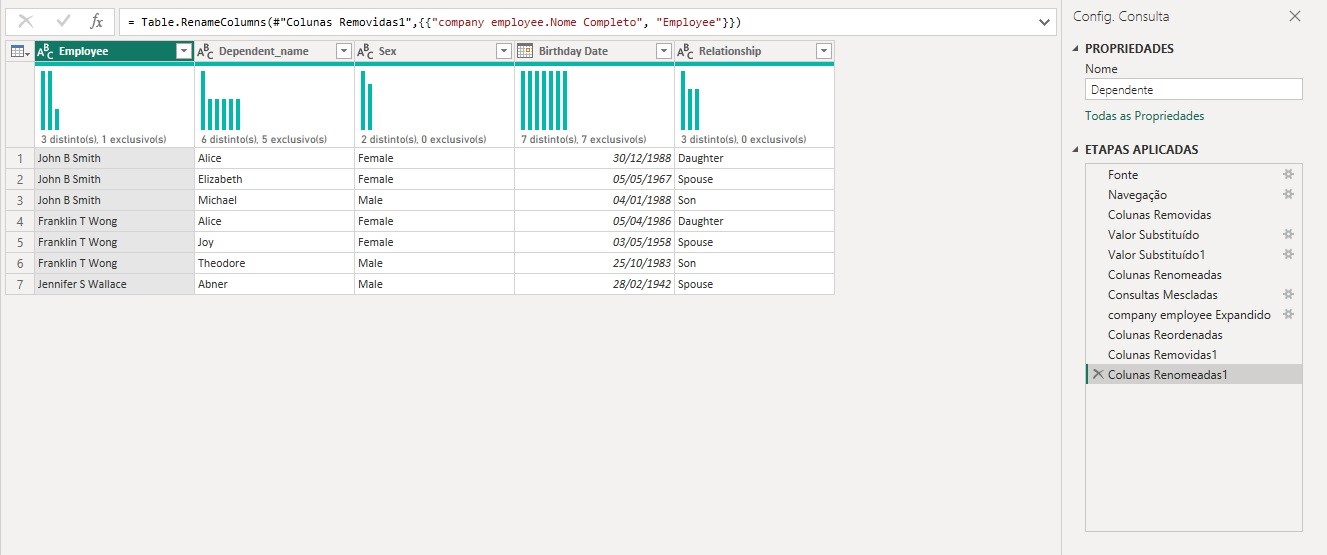 = Table.RenameColumns(#"Colunas Removidas1",{{"company employee.Nome Completo", "Employee"}})
Employee Dependent_name Sex Birthday Date Relationship
3 distinto(s), 1 exclusivo(s) 6 distinto(s), 5 exclusivo(s) 2 distinto(s), 0 exclusivo(s) 7 distinto(s), 7 exclusivo(s) 3 distinto(s), 0 exclusivo(s)
1 John B Smith Alice Female 30/12/1988 Daughter
2 John B Smith Elizabeth Female 05/05/1967 Spouse
3 John B Smith Michael Male 04/01/1988 Son
4 Franklin T Wong Alice Female 05/04/1986 Daughter
5 Franklin T Wong Joy Female 03/05/1958 Spouse
6 Franklin T Wong Theodore Male 25/10/1983 Son
7 Jennifer S Wallace Abner Male 28/02/1942 Spouse
Config. Consulta
PROPRIEDADES
Nome
Dependente
Todas as Propriedades
ETAPAS APLICADAS
Fonte
Navegação
Colunas Removidas
Valor Substituído
Valor Substituído1
Colunas Renomeadas
Consultas Mescladas
company employee Expandido
Colunas Reordenadas
Colunas Removidas1
Colunas Renomeadas1